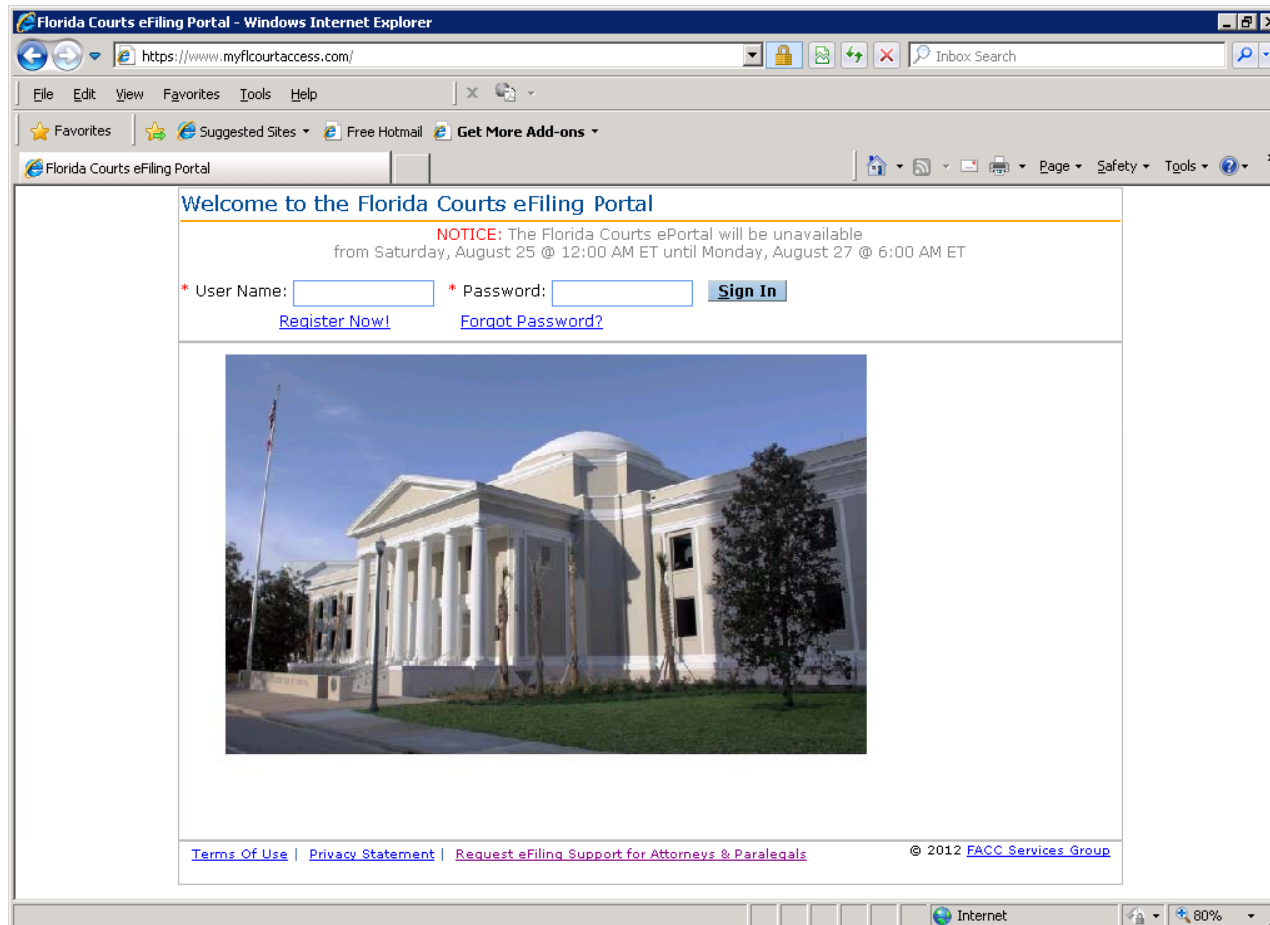 Florida Courts eFiling Portal - Windows Internet Explorer
https://www.myflcourtaccess.com/
Inbox Search
File Edit View Favorites Tools Help
Favorites Suggested Sites Free Hotmail Get More Add-ons
Florida Courts eFiling Portal
Page Safety Tools
Welcome to the Florida Courts eFiling Portal
NOTICE: The Florida Courts ePortal will be unavailable
from Saturday, August 25 @ 12:00 AM ET until Monday, August 27 @ 6:00 AM ET
* User Name: * Password: Sign In
Register Now! Forgot Password?
Terms Of Use | Privacy Statement | Request eFiling Support for Attorneys & Paralegals © 2012 FACC Services Group
Internet 80%